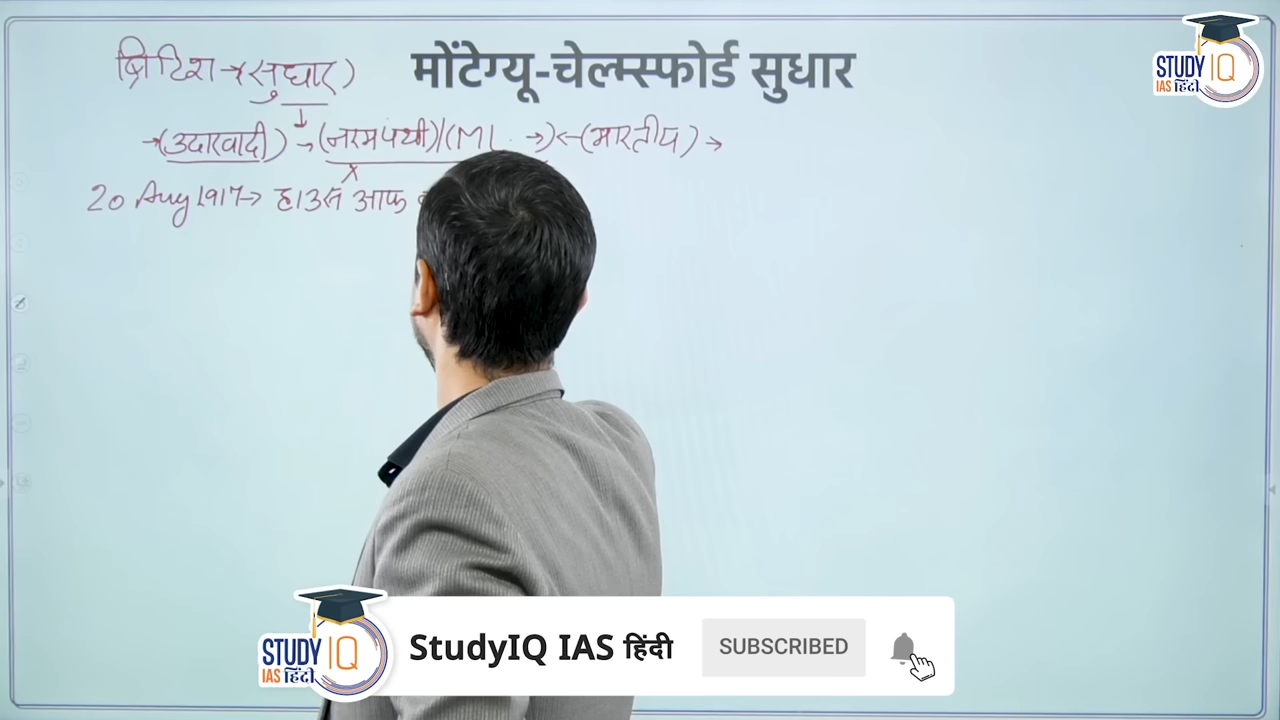 ब्रिटिश → (सुधार)
मोंटेग्यू-चेल्म्स्फोर्ड सुधार
STUDY IQ
IAS हिंदी
→ (उदारवादी) → (नरमपंथी) / (ML →) ← (भारतीय) →
X
20 Aug 1917 → हाउस आफ
STUDY IQ
IAS हिंदी
StudyIQ IAS हिंदी
SUBSCRIBED